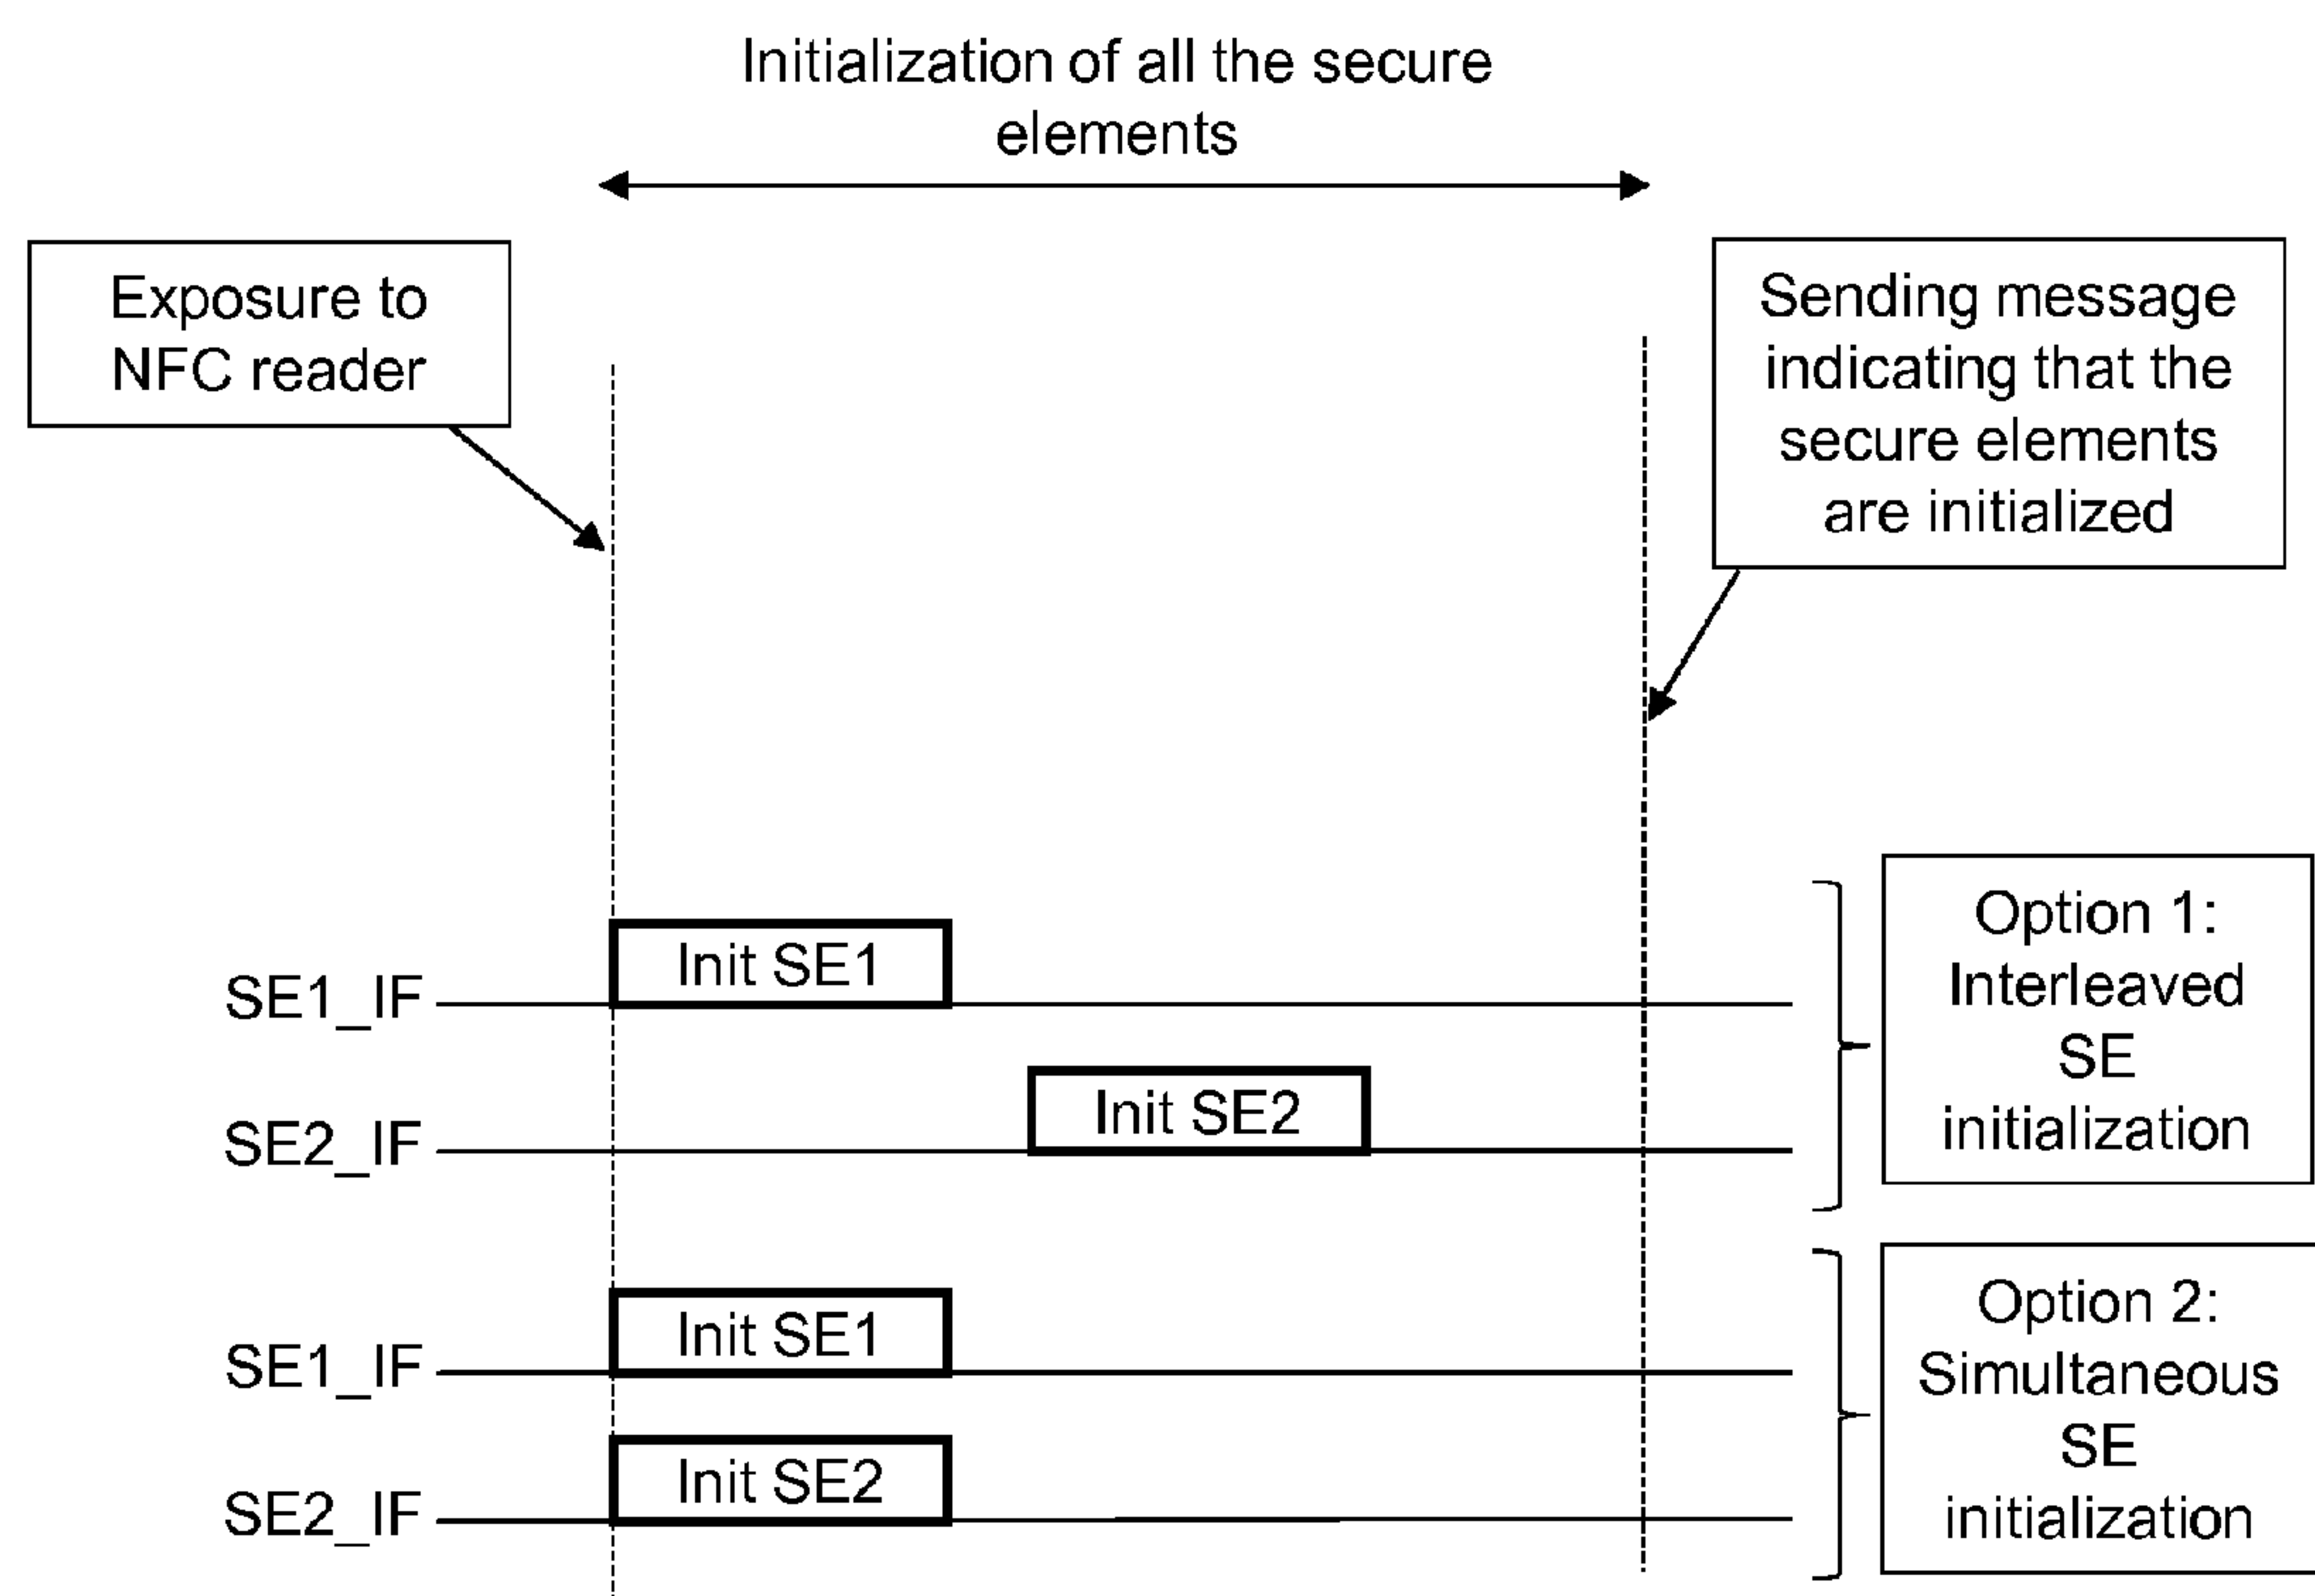 Initialization of all the secure
elements
Exposure to
NFC reader
Sending message
indicating that the
secure elements
are initialized
SE1_IF
Init SE1
SE2_IF
Init SE2
Option 1:
Interleaved
SE
initialization
SE1_IF
Init SE1
SE2_IF
Init SE2
Option 2:
Simultaneous
SE
initialization